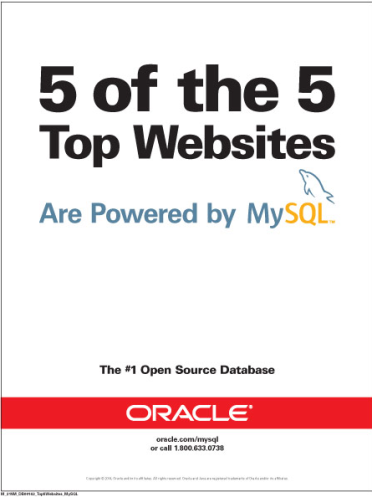 5 of the 5
Top Websites
Are Powered by MySQL™
The #1 Open Source Database
ORACLE®
oracle.com/mysql
or call 1.800.633.0738